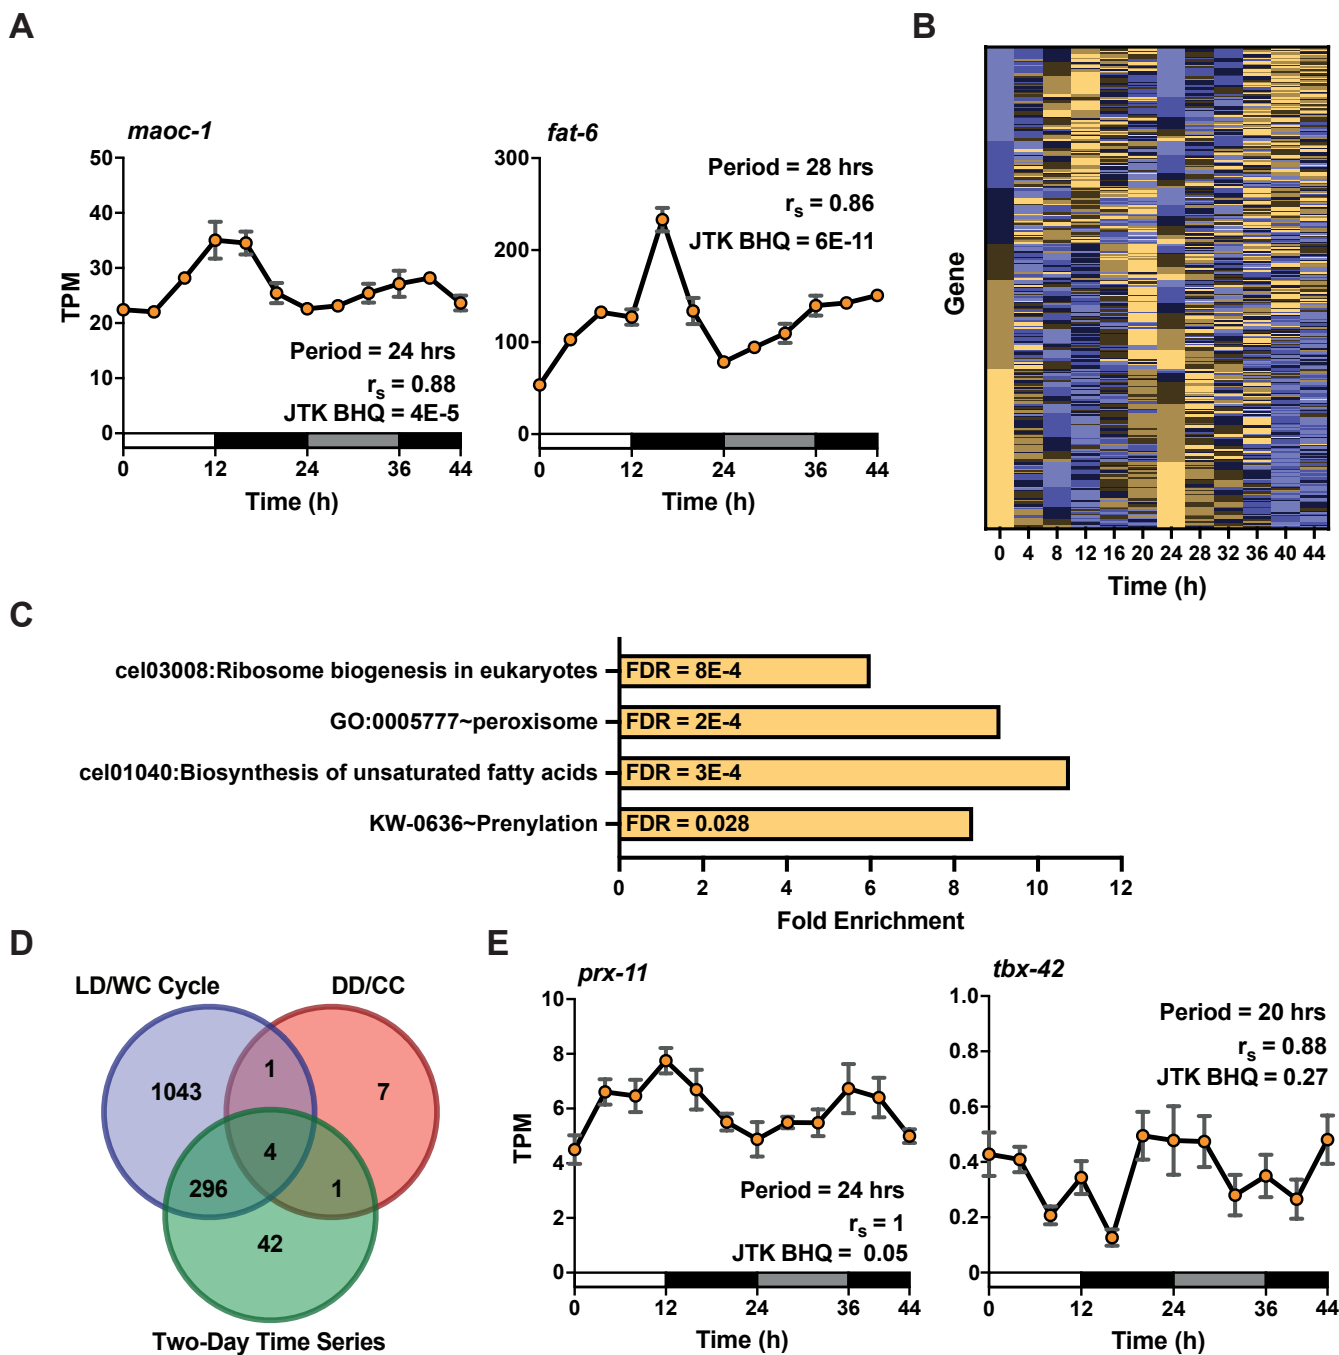 A
maoc-1
50
40
30
20
10
0
TPM
Period = 24 hrs
rs = 0.88
JTK BHQ = 4E-5
0 12 24 36 44
Time (h)
fat-6
300
200
100
0
Period = 28 hrs
rs = 0.86
JTK BHQ = 6E-11
0 12 24 36 44
Time (h)
B
Gene
0 4 8 12 16 20 24 28 32 36 40 44
Time (h)
C
cel03008:Ribosome biogenesis in eukaryotes
FDR = 8E-4
GO:0005777~peroxisome
FDR = 2E-4
cel01040:Biosynthesis of unsaturated fatty acids
FDR = 3E-4
KW-0636~Prenylation
FDR = 0.028
0 2 4 6 8 10 12
Fold Enrichment
D
LD/WC Cycle
DD/CC
1043
1
7
4
296
1
42
Two-Day Time Series
E
prx-11
10
8
6
4
2
0
TPM
Period = 24 hrs
rs = 1
JTK BHQ = 0.05
0 12 24 36 44
Time (h)
tbx-42
1.0
0.8
0.6
0.4
0.2
0
Period = 20 hrs
rs = 0.88
JTK BHQ = 0.27
0 12 24 36 44
Time (h)